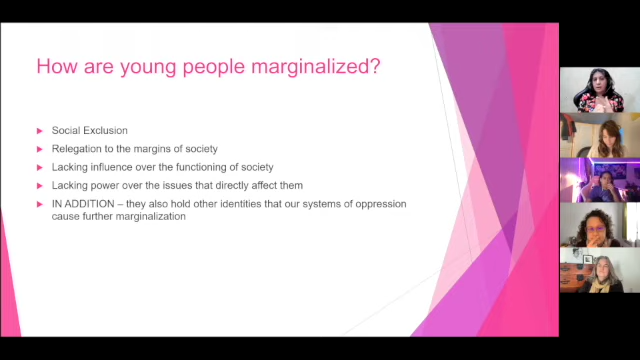 How are young people marginalized?
Social Exclusion
Relegation to the margins of society
Lacking influence over the functioning of society
Lacking power over the issues that directly affect them
IN ADDITION – they also hold other identities that our systems of oppression
cause further marginalization